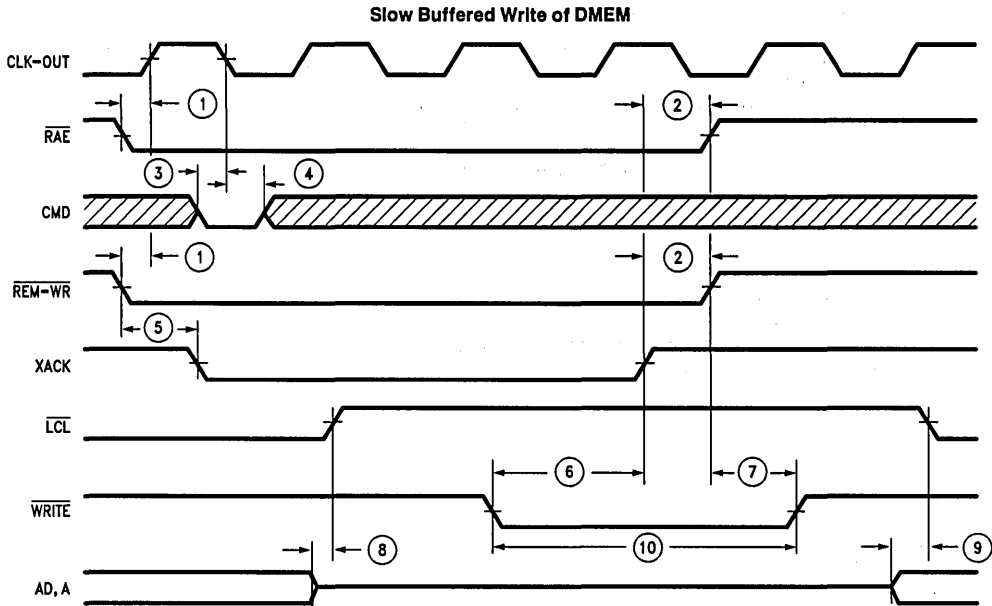 Slow Buffered Write of DMEM
CLK-OUT
1
2
RAE
3
4
CMD
1
2
REM-WR
5
XACK
LCL
6
7
WRITE
10
8
9
AD, A